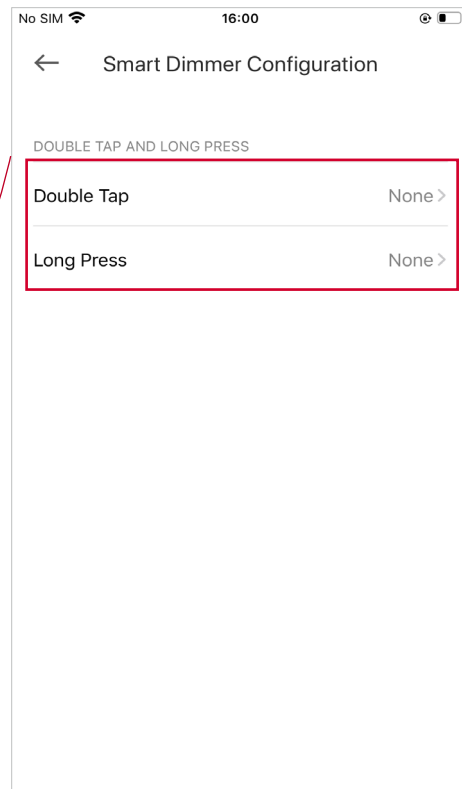 No SIM 16:00
Smart Dimmer Configuration
DOUBLE TAP AND LONG PRESS
Double Tap None
Long Press None